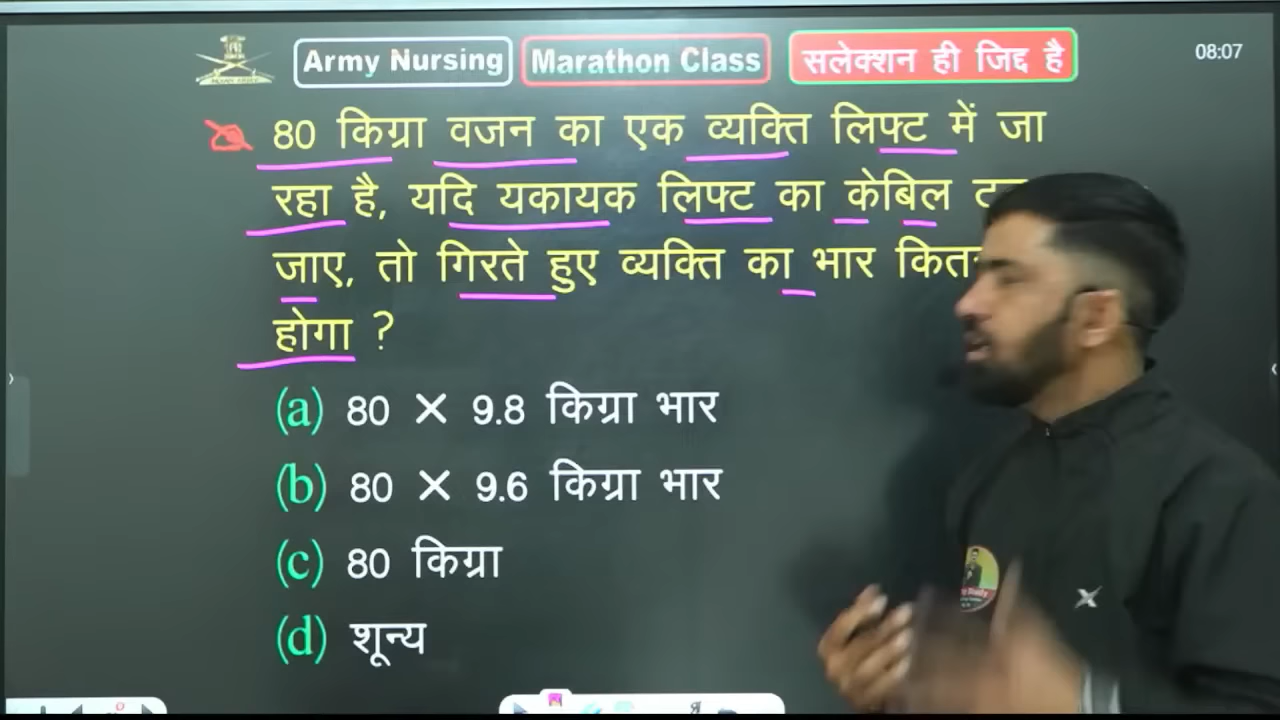 Army Nursing Marathon Class सलेक्शन ही जिद्द है 08:07
80 किग्रा वजन का एक व्यक्ति लिफ्ट में जा
रहा है, यदि यकायक लिफ्ट का केबिल
जाए, तो गिरते हुए व्यक्ति का भार
होगा ?
(a) 80 × 9.8 किग्रा भार
(b) 80 × 9.6 किग्रा भार
(c) 80 किग्रा
(d) शून्य